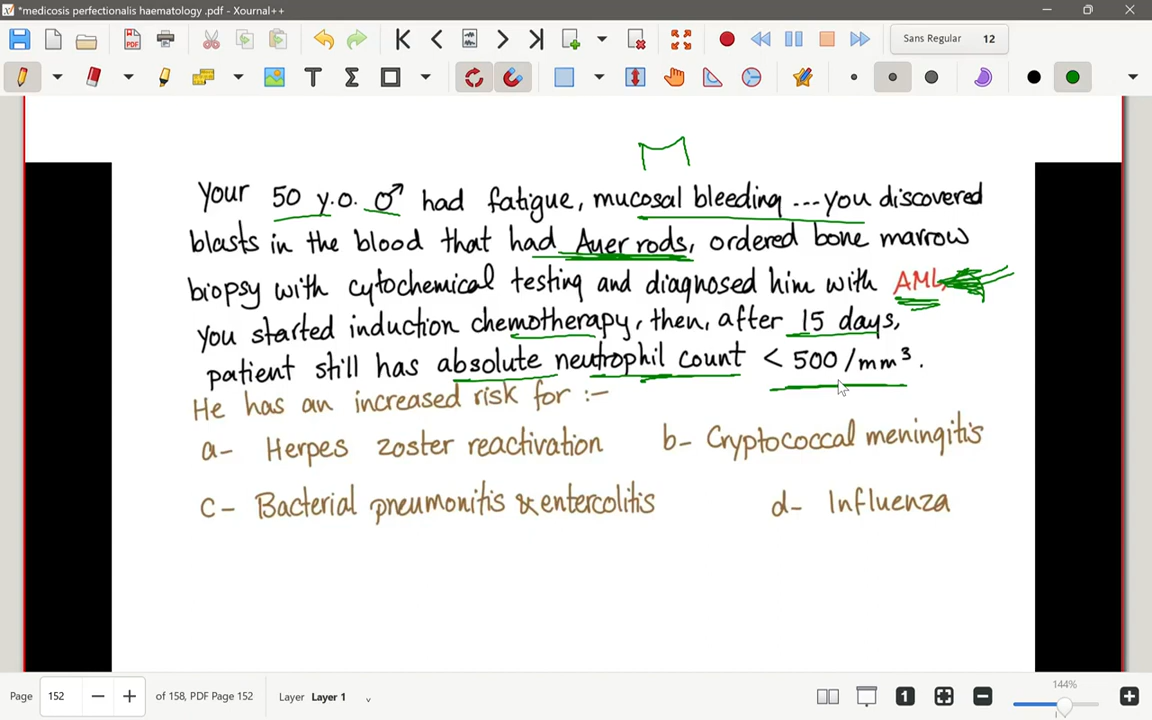 *medicosis perfectionalis haematology .pdf - Xournal++
Sans Regular 12
M
Your 50 y.o. ♂ had fatigue, mucosal bleeding ... you discovered
blasts in the blood that had Auer rods, ordered bone marrow
biopsy with cytochemical testing and diagnosed him with AML,
You started induction chemotherapy, then, after 15 days,
patient still has absolute neutrophil count < 500 /mm³.
He has an increased risk for :-
a- Herpes zoster reactivation b- Cryptococcal meningitis
c- Bacterial pneumonitis & entercolitis d- Influenza
Page 152 of 158, PDF Page 152 Layer Layer 1 144%